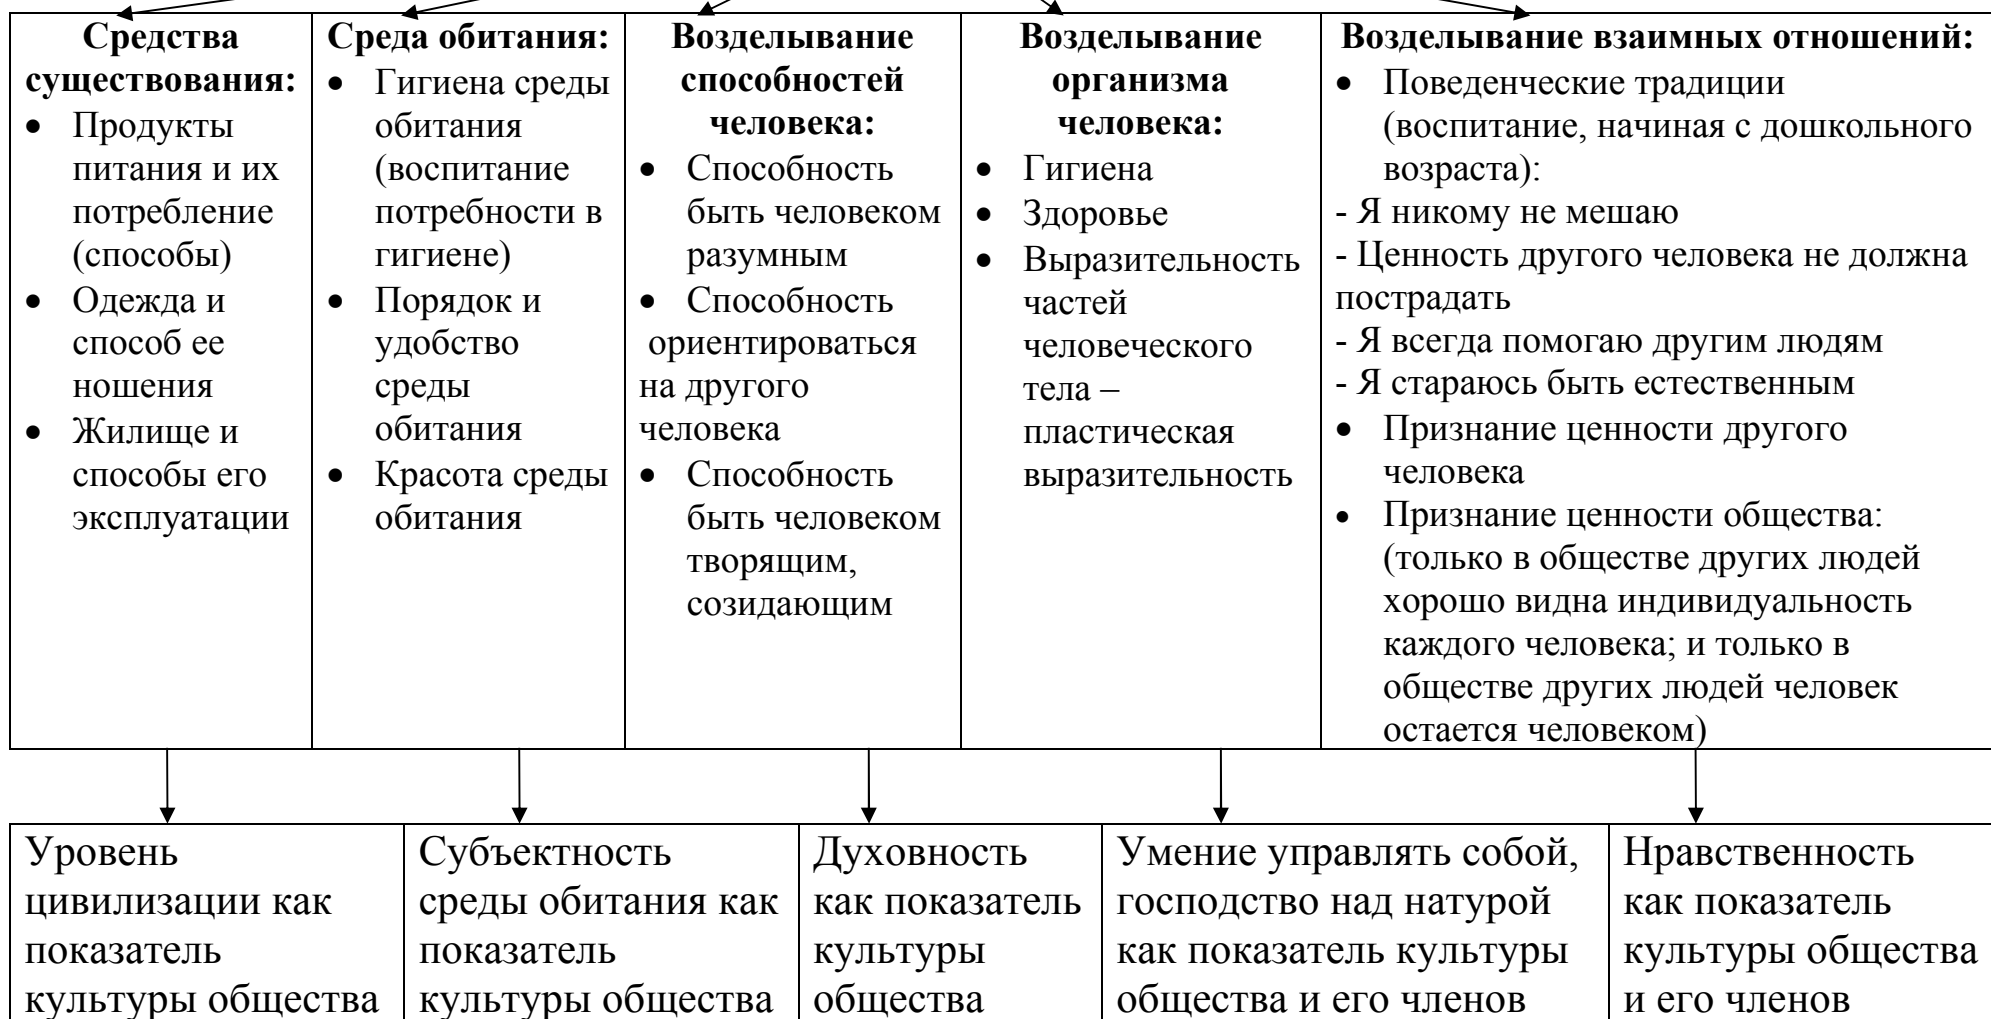 Средства
существования:
• Продукты
питания и их
потребление
(способы)
• Одежда и
способ ее
ношения
• Жилище и
способы его
эксплуатации
Среда обитания:
• Гигиена среды
обитания
(воспитание
потребности в
гигиене)
• Порядок и
удобство
среды
обитания
• Красота среды
обитания
Возделывание
способностей
человека:
• Способность
быть человеком
разумным
• Способность
ориентироваться
на другого
человека
• Способность
быть человеком
творящим,
созидающим
Возделывание
организма
человека:
• Гигиена
• Здоровье
• Выразительность
частей
человеческого
тела –
пластическая
выразительность
Возделывание взаимных отношений:
• Поведенческие традиции
(воспитание, начиная с дошкольного
возраста):
- Я никому не мешаю
- Ценность другого человека не должна
пострадать
- Я всегда помогаю другим людям
- Я стараюсь быть естественным
• Признание ценности другого
человека
• Признание ценности общества:
(только в обществе других людей
хорошо видна индивидуальность
каждого человека; и только в
обществе других людей человек
остается человеком)
Уровень
цивилизации как
показатель
культуры общества
Субъектность
среды обитания как
показатель
культуры общества
Духовность
как показатель
культуры
общества
Умение управлять собой,
господство над натурой
как показатель культуры
общества и его членов
Нравственность
как показатель
культуры общества
и его членов